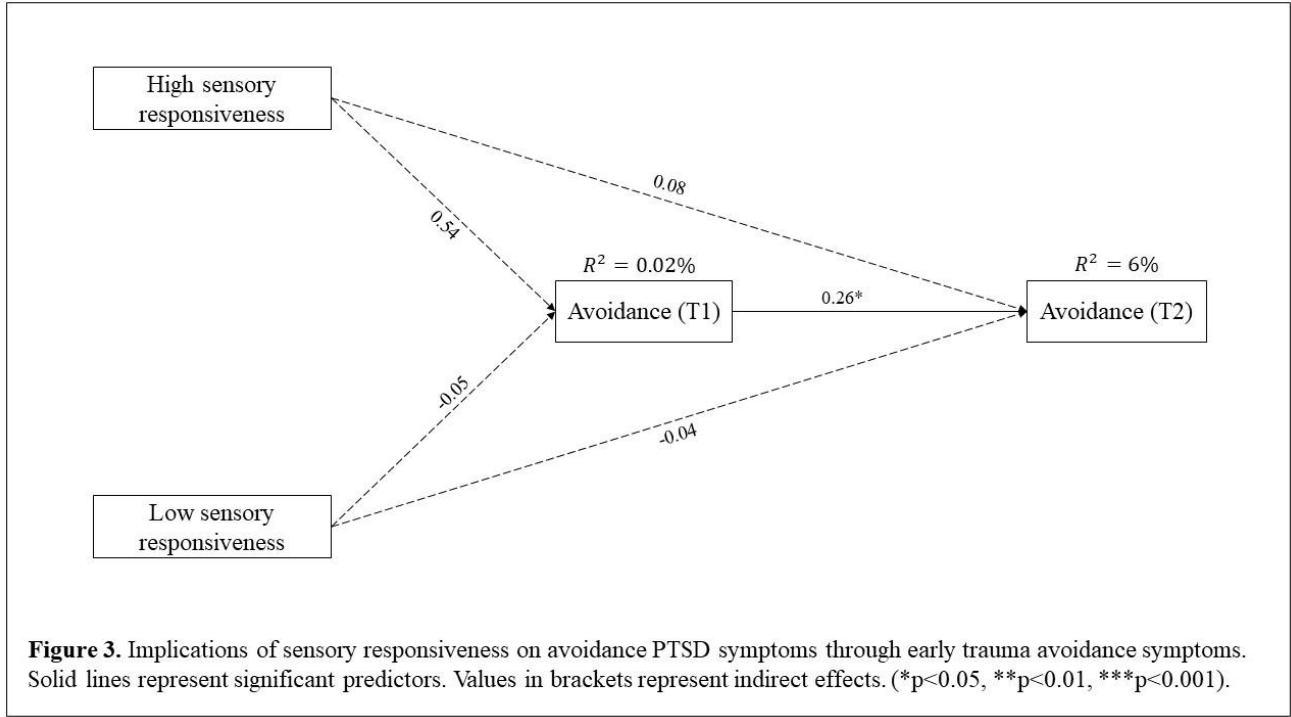 High sensory
responsiveness
0.08
0.54
R² = 0.02%
R² = 6%
Avoidance (T1)
0.26*
Avoidance (T2)
-0.05
-0.04
Low sensory
responsiveness
Figure 3. Implications of sensory responsiveness on avoidance PTSD symptoms through early trauma avoidance symptoms.
Solid lines represent significant predictors. Values in brackets represent indirect effects. (*p<0.05, **p<0.01, ***p<0.001).